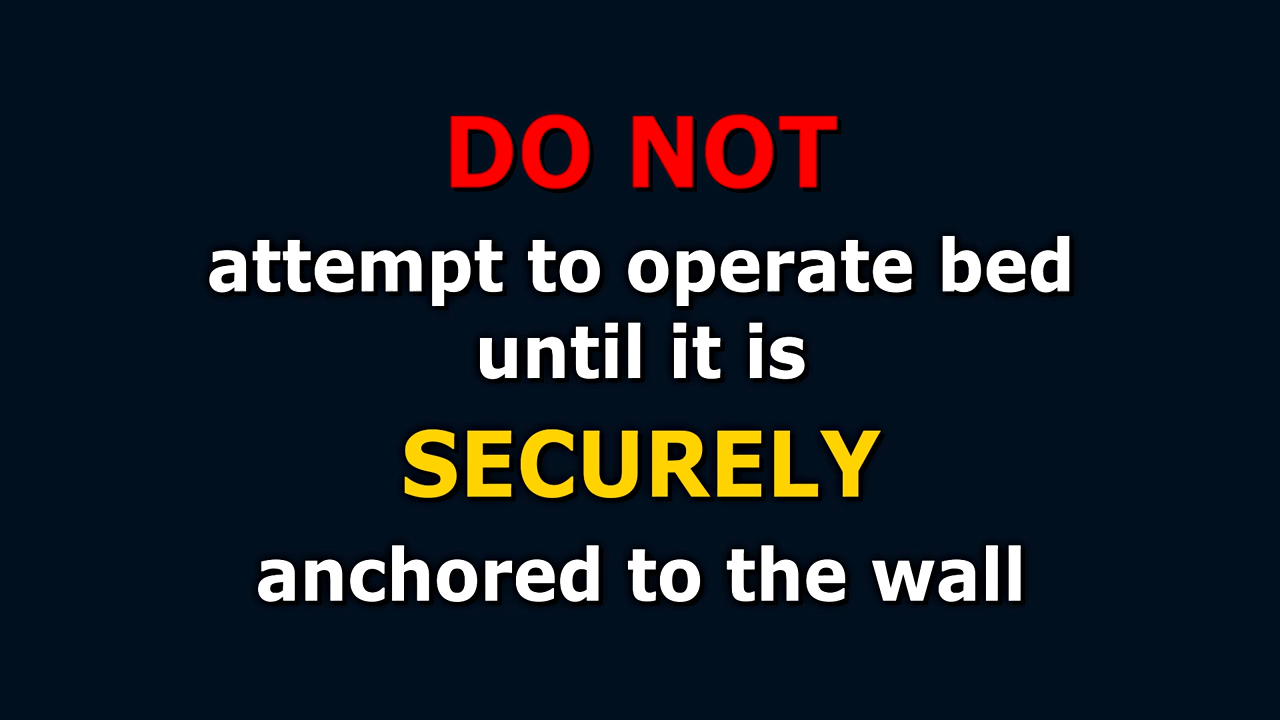 DO NOT
attempt to operate bed
until it is
SECURELY
anchored to the wall